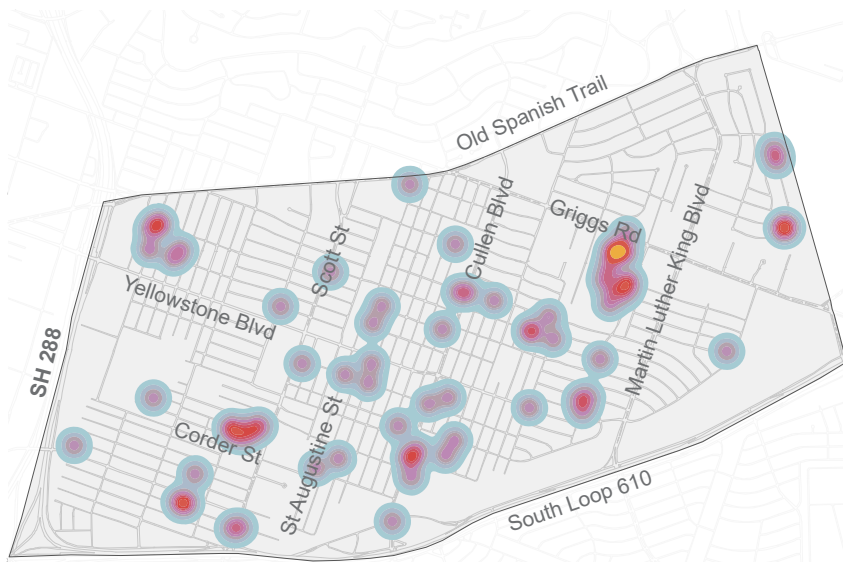 Old Spanish Trail
Griggs Rd
Cullen Blvd
Scott St
Martin Luther King Blvd
Yellowstone Blvd
SH 288
Corder St
St Augustine St
South Loop 610